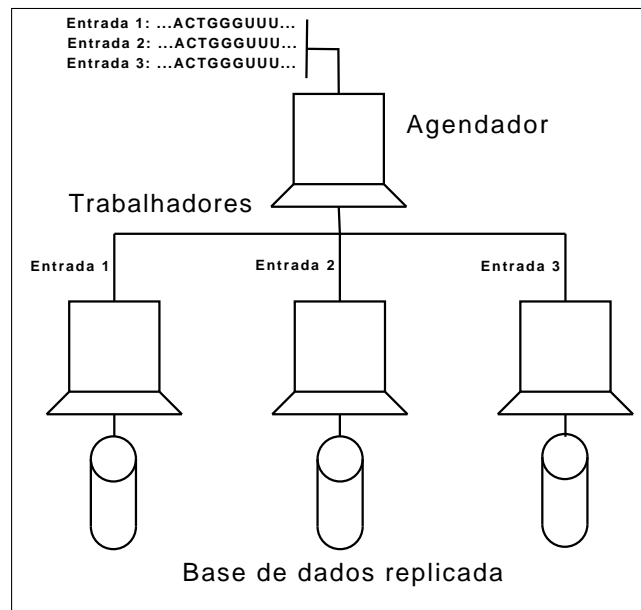 Entrada 1: ...ACTGGGUUU...
Entrada 2: ...ACTGGGUUU...
Entrada 3: ...ACTGGGUUU...
Agendador
Trabalhadores
Entrada 1
Entrada 2
Entrada 3
Base de dados replicada